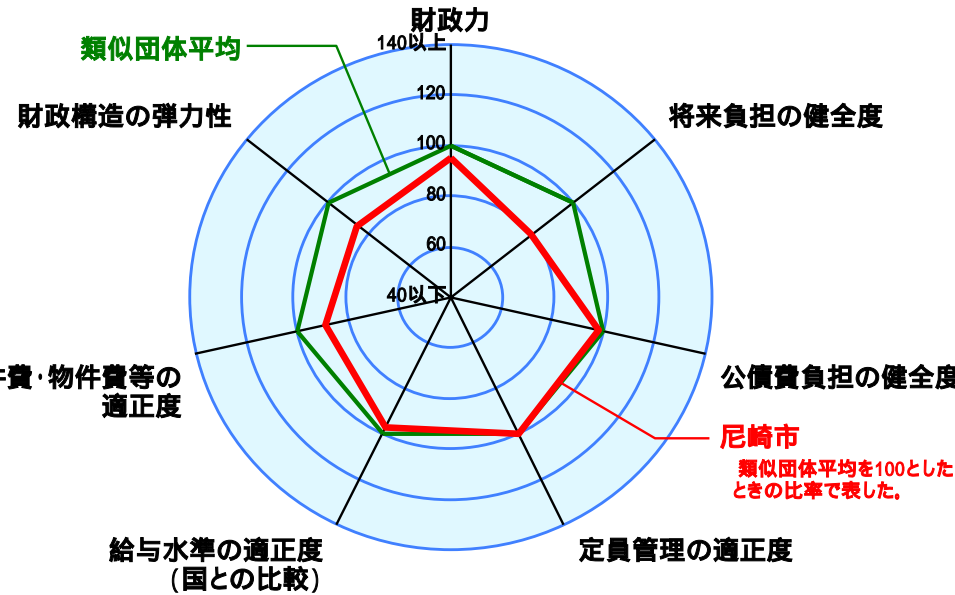 財政力
140以上
類似団体平均
120
財政構造の弾力性
将来負担の健全度
100
80
60
40以下
件費・物件費等の
適正度
公債費負担の健全度
尼崎市
類似団体平均を100とした
ときの比率で表した。
給与水準の適正度
(国との比較)
定員管理の適正度